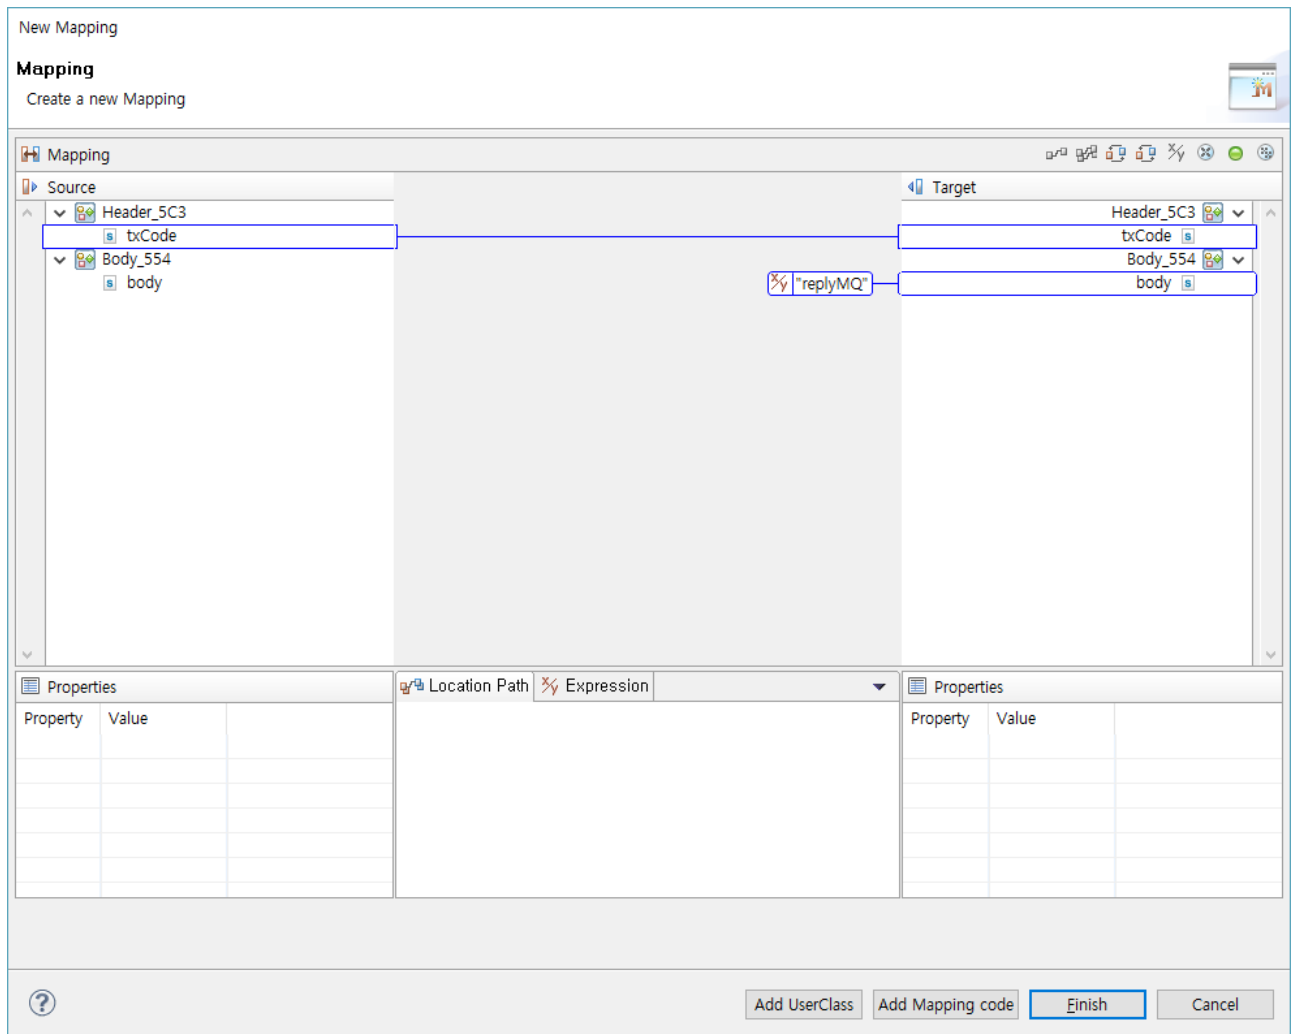 New Mapping
Mapping
Create a new Mapping
Mapping
Source
Target
Header_5C3
Header_5C3
txCode
txCode
Body_554
Body_554
body
"replyMQ"
body
Properties
Location Path
Expression
Properties
Property Value
Property Value
Add UserClass
Add Mapping code
Finish
Cancel